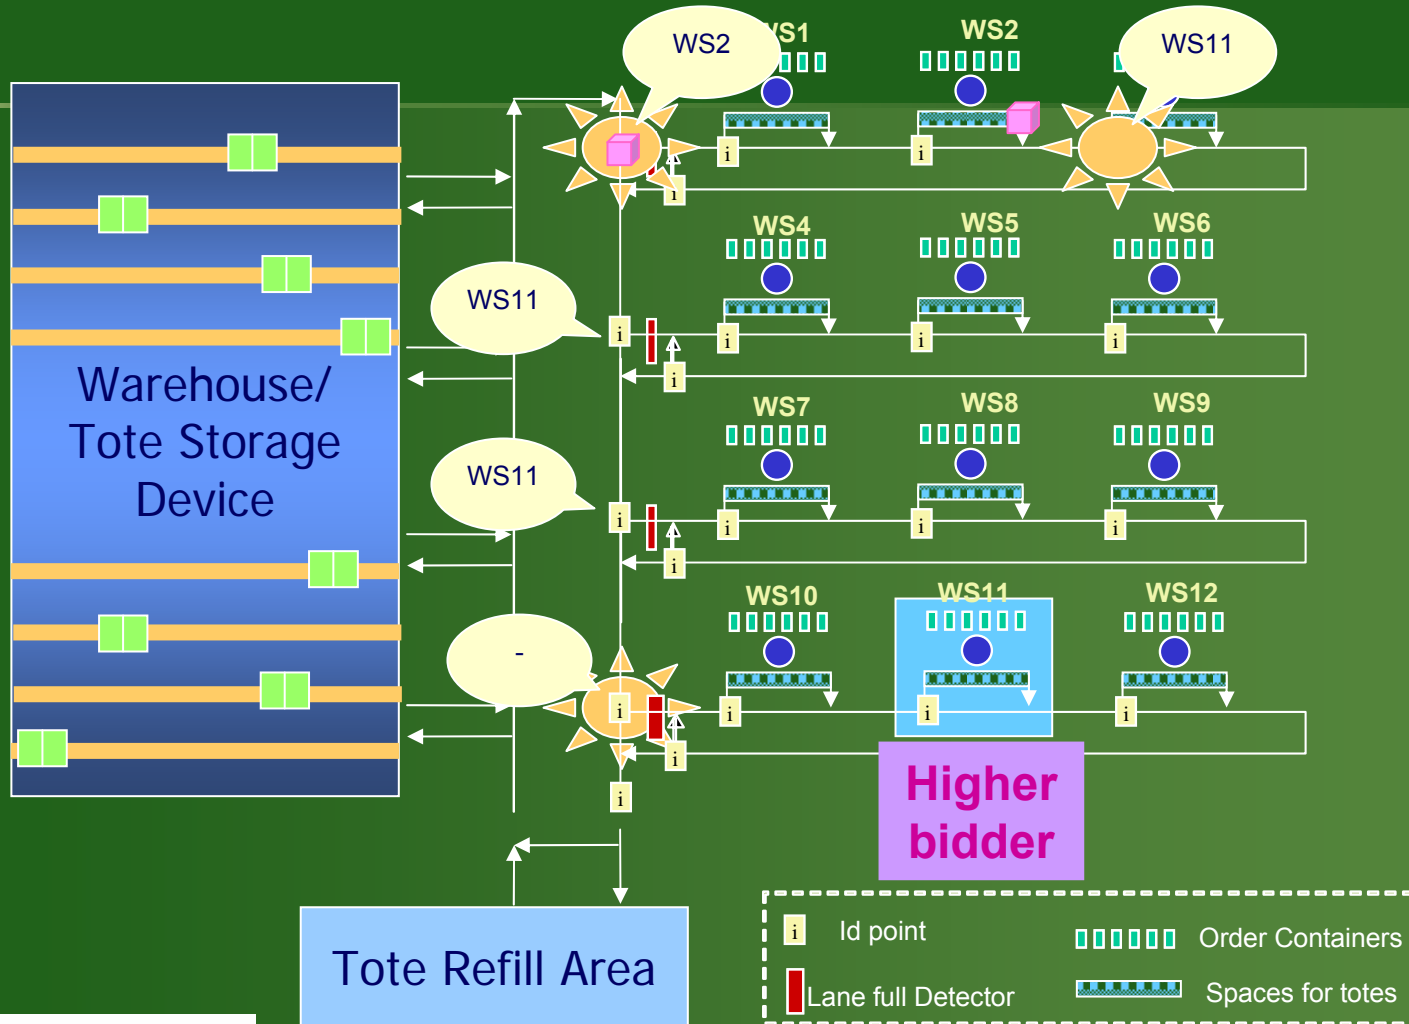 WS2
WS1
WS2
WS11
i
i
i
i
WS4
WS5
WS6
WS11
i
i
i
i
i
Warehouse/
Tote Storage
Device
WS7
WS8
WS9
WS11
i
i
i
i
i
WS10
WS11
WS12
-
i
i
i
i
i
i
Higher
bidder
Tote Refill Area
i Id point
Order Containers
Lane full Detector
Spaces for totes